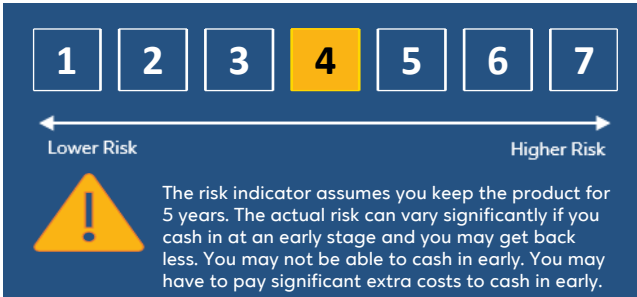 1 2 3 4 5 6 7
Lower Risk Higher Risk
!
The risk indicator assumes you keep the product for
5 years. The actual risk can vary significantly if you
cash in at an early stage and you may get back
less. You may not be able to cash in early. You may
have to pay significant extra costs to cash in early.